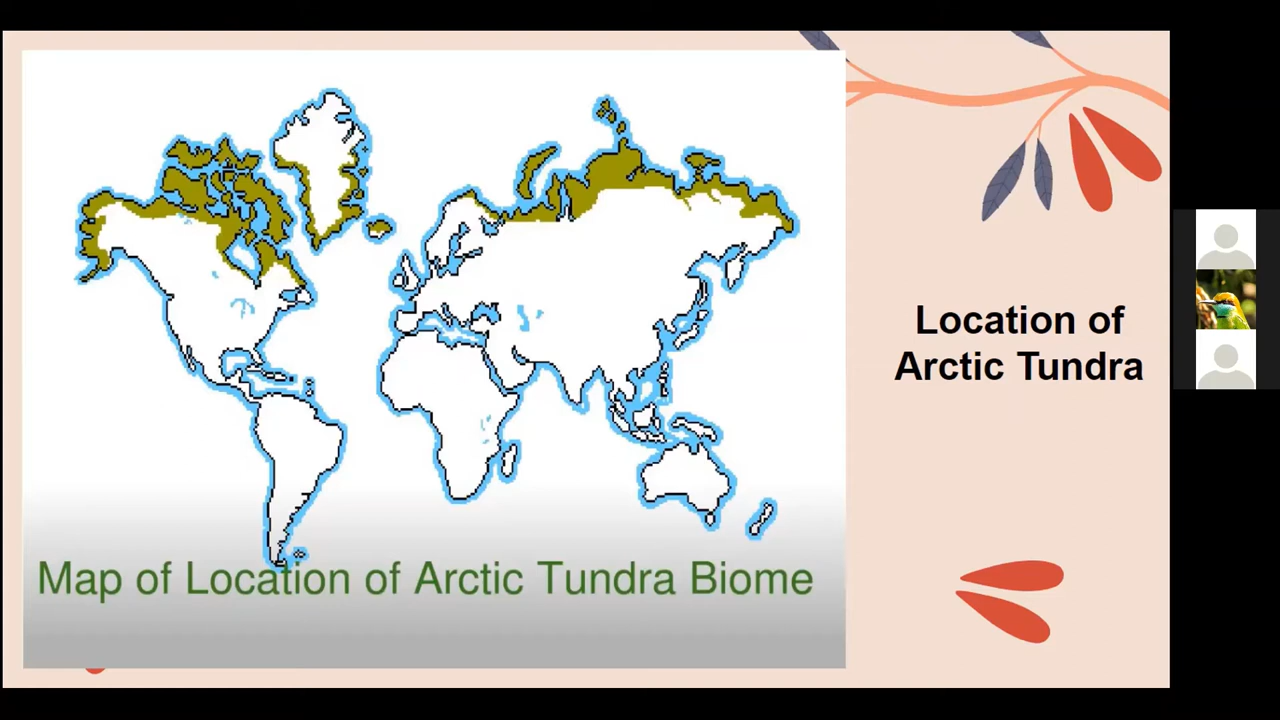 Location of
Arctic Tundra
Map of Location of Arctic Tundra Biome